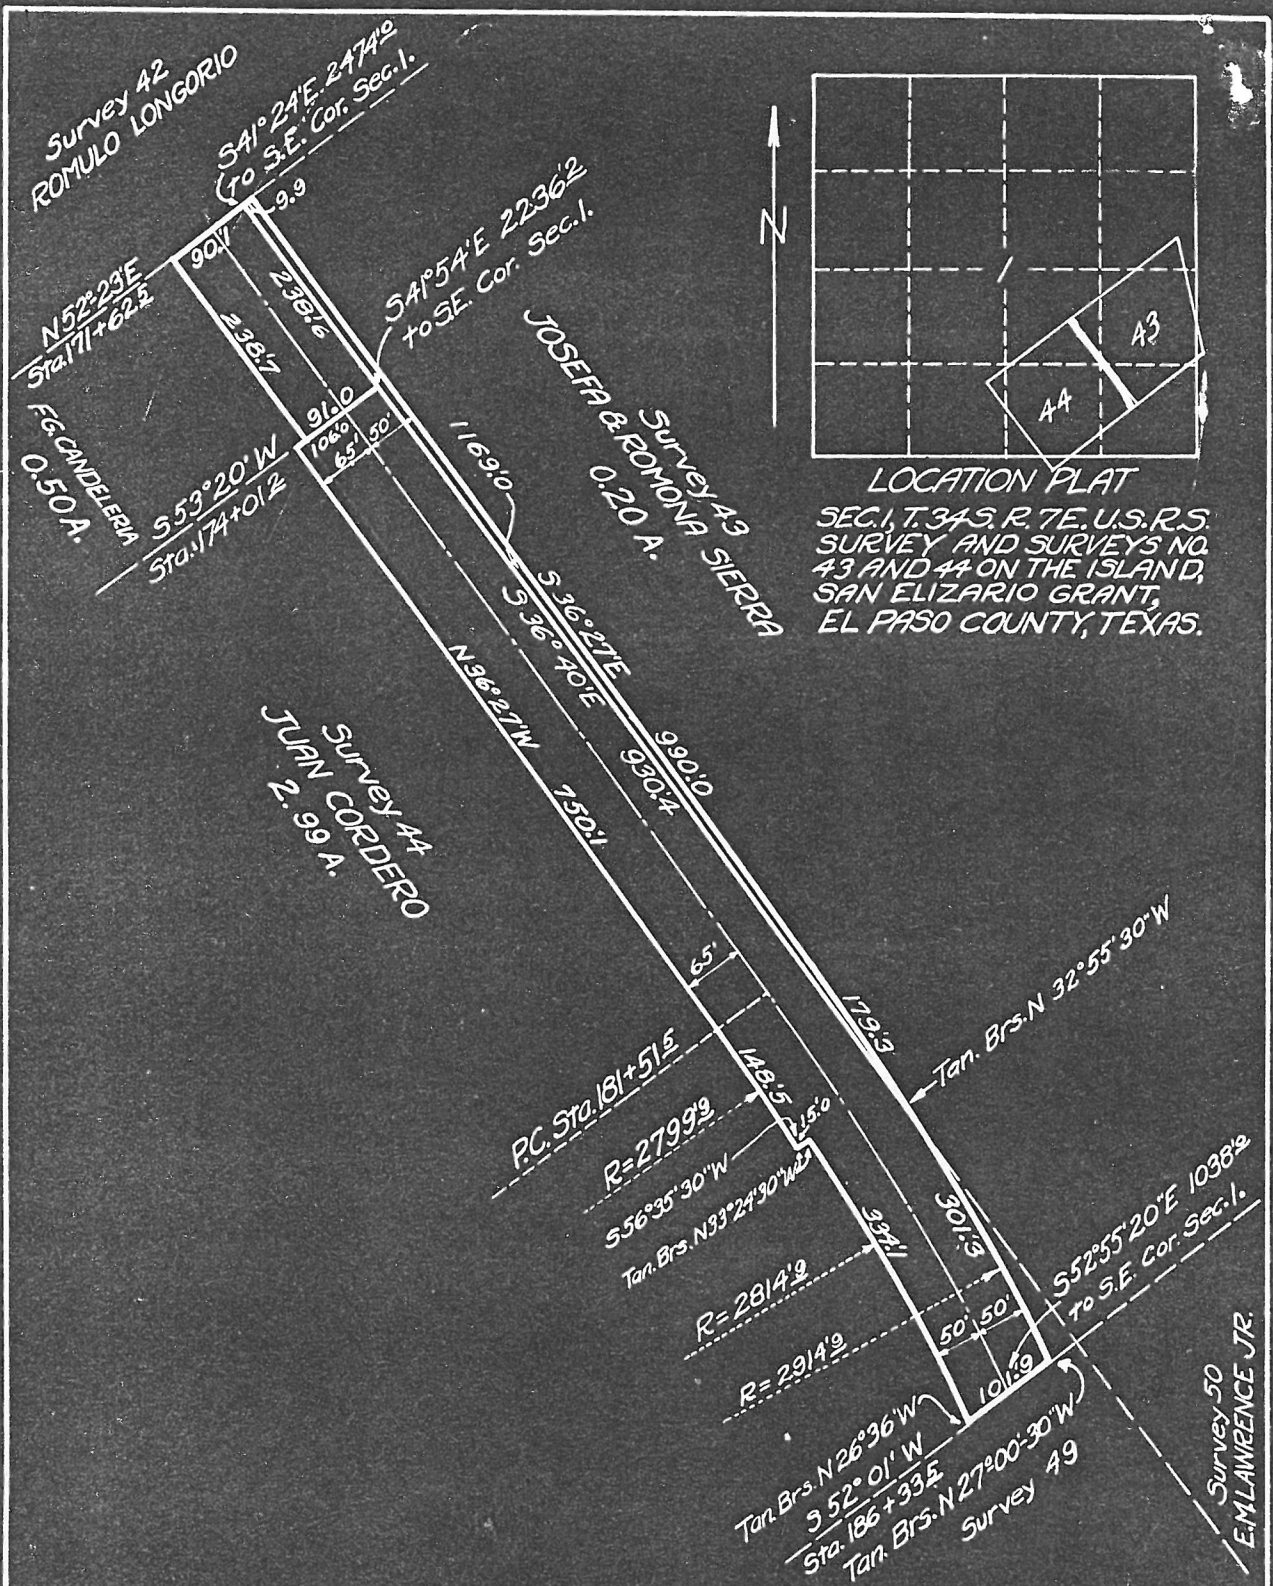 Survey 42
ROMULO LONGORIO
S41°24'E 2474'0
to S.E. Cor. Sec. 1.
9.9
90.1
N52°-23'E
Sta.171+62.5
238.6
238.7
S41°54'E 2236'2
to S.E. Cor. Sec. 1.
F.G. CANDELERIA
0.50 A.
91.0
106.0
65'
50'
S53°20'W
Sta.174+01.2
1169.0
JOSEFA & ROMONA SIERRA
Survey 43
0.20 A.
N
1
43
44
LOCATION PLAT
SEC.1, T.34S. R.7E. U.S.R.S.
SURVEY AND SURVEYS NO.
43 AND 44 ON THE ISLAND,
SAN ELIZARIO GRANT,
EL PASO COUNTY, TEXAS.
S36°27'E
S36°40'E
N36°27'W
990.0
930.4
750.1
Survey 44
JUAN CORDERO
2.99 A.
65'
179.3
Tan. Brs. N 32°55'30"W
P.C. Sta.181+51.5
148.5
15.0
R=2799'9
S56°35'30"W
Tan. Brs. N33°24'30"W
334.1
301.3
R=2814'9
R=2914'9
50'
50'
101.9
S52°55'20"E 1038'9
to S.E. Cor. Sec. 1.
Tan. Brs. N26°36'W
S52°01'W
Sta. 186+33.5
Tan. Brs. N27°00'-30"W
Survey 49
Survey 50
E.M. LAWRENCE JR.